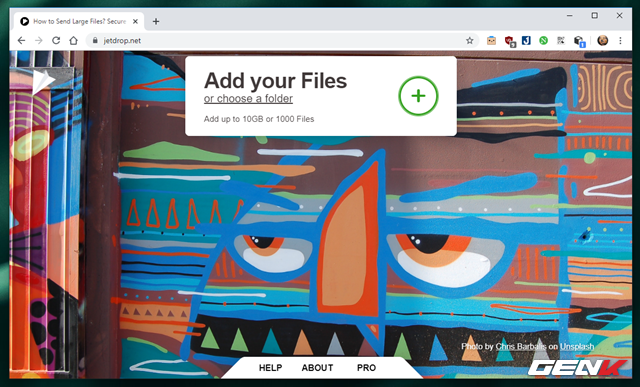 How to Send Large Files? Secure
jetdrop.net
Add your Files
or choose a folder
Add up to 10GB or 1000 Files
Photo by Chris Barbalis on Unsplash
HELP ABOUT PRO
GENK